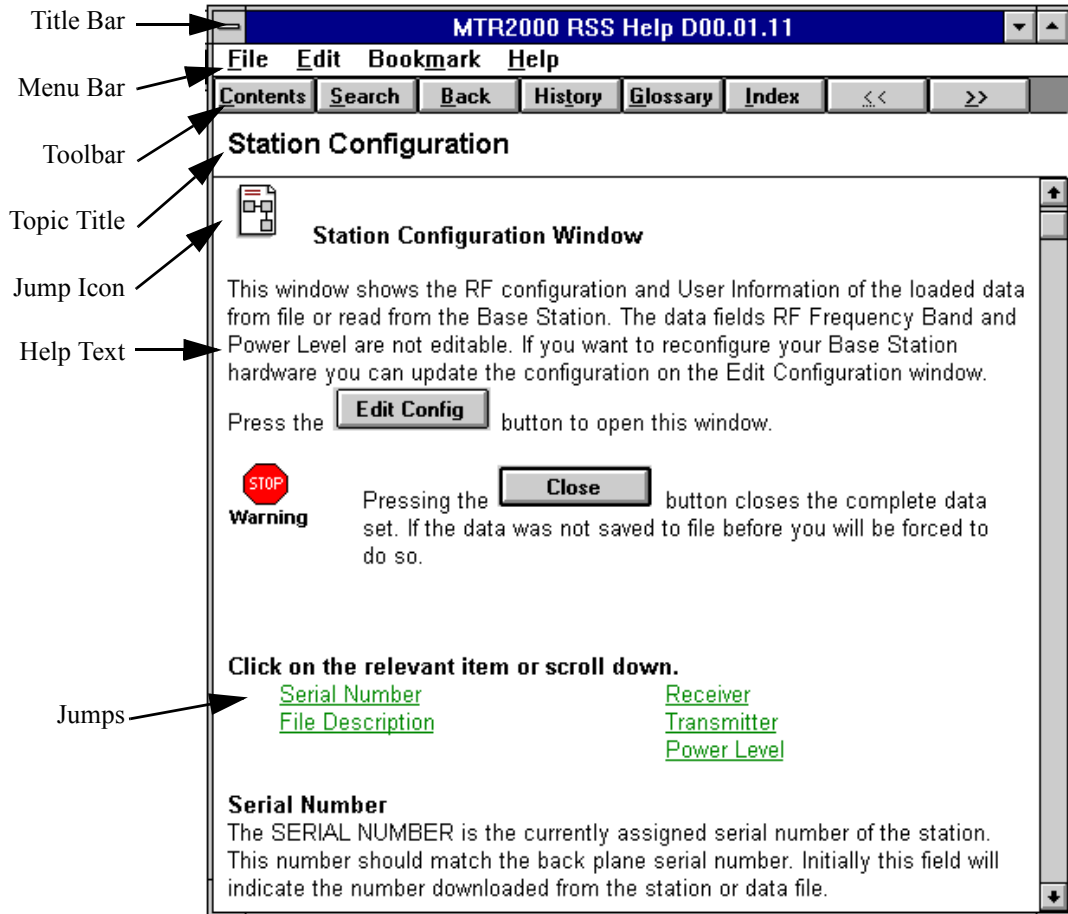 Title Bar
MTR2000 RSS Help D00.01.11
Menu Bar
File Edit Bookmark Help
Toolbar
Contents Search Back History Glossary Index << >>
Topic Title
Station Configuration
Jump Icon
Station Configuration Window
Help Text
This window shows the RF configuration and User Information of the loaded data
from file or read from the Base Station. The data fields RF Frequency Band and
Power Level are not editable. If you want to reconfigure your Base Station
hardware you can update the configuration on the Edit Configuration window.
Press the Edit Config button to open this window.
STOP
Warning
Pressing the Close button closes the complete data
set. If the data was not saved to file before you will be forced to
do so.
Click on the relevant item or scroll down.
Jumps
Serial Number Receiver
File Description Transmitter
Power Level
Serial Number
The SERIAL NUMBER is the currently assigned serial number of the station.
This number should match the back plane serial number. Initially this field will
indicate the number downloaded from the station or data file.